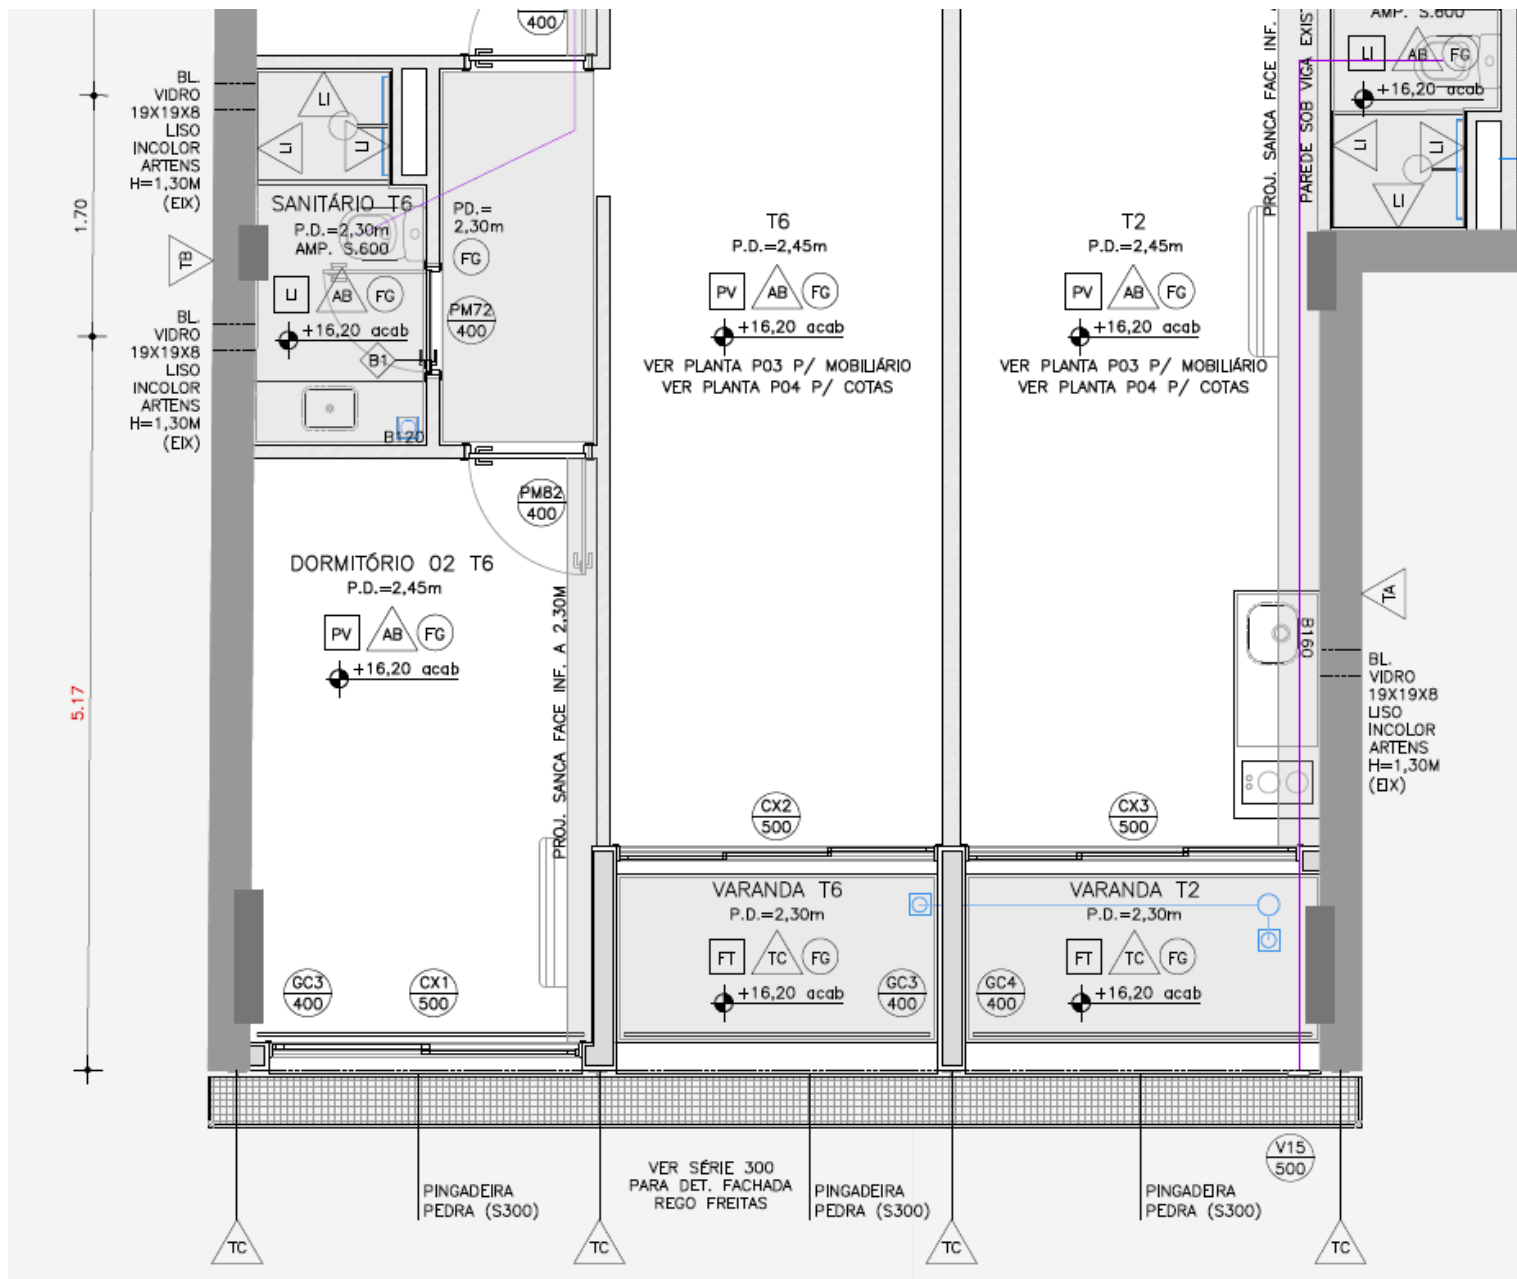 400
BL.
VIDRO
19X19X8
LISO
INCOLOR
ARTENS
H=1,30M
(EIX)
1.70
TB
BL.
VIDRO
19X19X8
LISO
INCOLOR
ARTENS
H=1,30M
(EIX)
5.17
LI
LI
LI
SANITÁRIO T6
P.D.=2,30m
AMP. S.600
LI
AB
FG
+16,20 acab
B1
B120
PD.=
2,30m
FG
PM72
400
PM82
400
DORMITÓRIO 02 T6
P.D.=2,45m
PV
AB
FG
+16,20 acab
PROJ. SANCA FACE INF. A 2,30M
GC3
400
CX1
500
T6
P.D.=2,45m
PV
AB
FG
+16,20 acab
VER PLANTA P03 P/ MOBILIÁRIO
VER PLANTA P04 P/ COTAS
CX2
500
VARANDA T6
P.D.=2,30m
FT
TC
FG
+16,20 acab
GC3
400
T2
P.D.=2,45m
PV
AB
FG
+16,20 acab
VER PLANTA P03 P/ MOBILIÁRIO
VER PLANTA P04 P/ COTAS
CX3
500
VARANDA T2
P.D.=2,30m
FT
TC
FG
+16,20 acab
GC4
400
PROJ. SANCA FACE INF.
PAREDE SOB VIGA EXIS
AMP. S.600
LI
AB
FG
+16,20 acab
LI
LI
LI
B160
TA
BL.
VIDRO
19X19X8
LISO
INCOLOR
ARTENS
H=1,30M
(EIX)
V15
500
PINGADEIRA
PEDRA (S300)
VER SÉRIE 300
PARA DET. FACHADA
REGO FREITAS
PINGADEIRA
PEDRA (S300)
PINGADEIRA
PEDRA (S300)
TC
TC
TC
TC